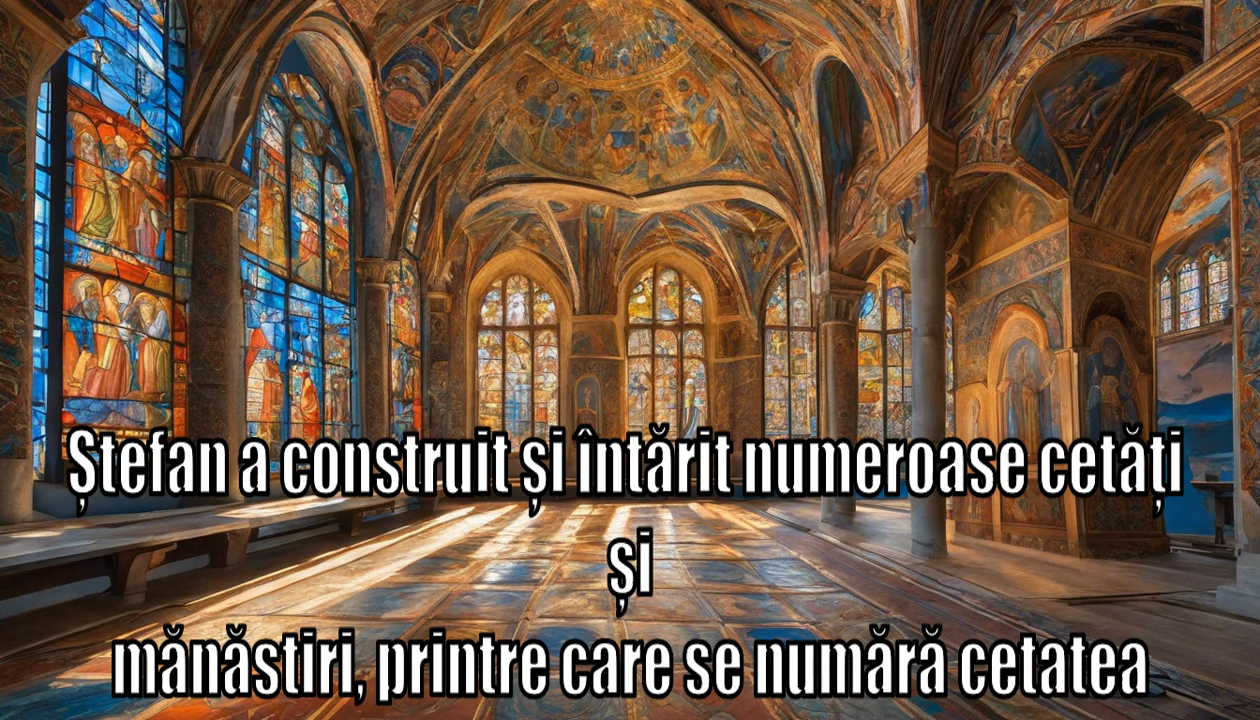 Ștefan a construit și întărit numeroase cetăți
și
mănăstiri, printre care se numără cetatea